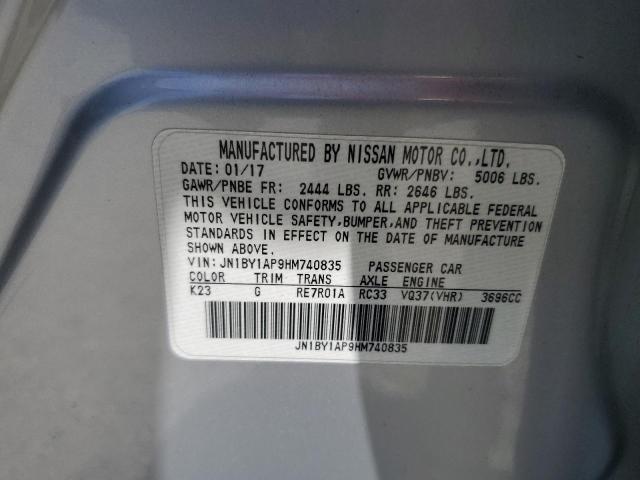 MANUFACTURED BY NISSAN MOTOR CO.,LTD.
DATE: 01/17 GVWR/PNBV: 5006 LBS.
GAWR/PNBE FR: 2444 LBS. RR: 2646 LBS.
THIS VEHICLE CONFORMS TO ALL APPLICABLE FEDERAL
MOTOR VEHICLE SAFETY,BUMPER,AND THEFT PREVENTION
STANDARDS IN EFFECT ON THE DATE OF MANUFACTURE
SHOWN ABOVE.
VIN: JN1BY1AP9HM740835 PASSENGER CAR
COLOR TRIM TRANS AXLE ENGINE
K23 G RE7R01A RC33 VQ37(VHR) 3696CC
JN1BY1AP9HM740835